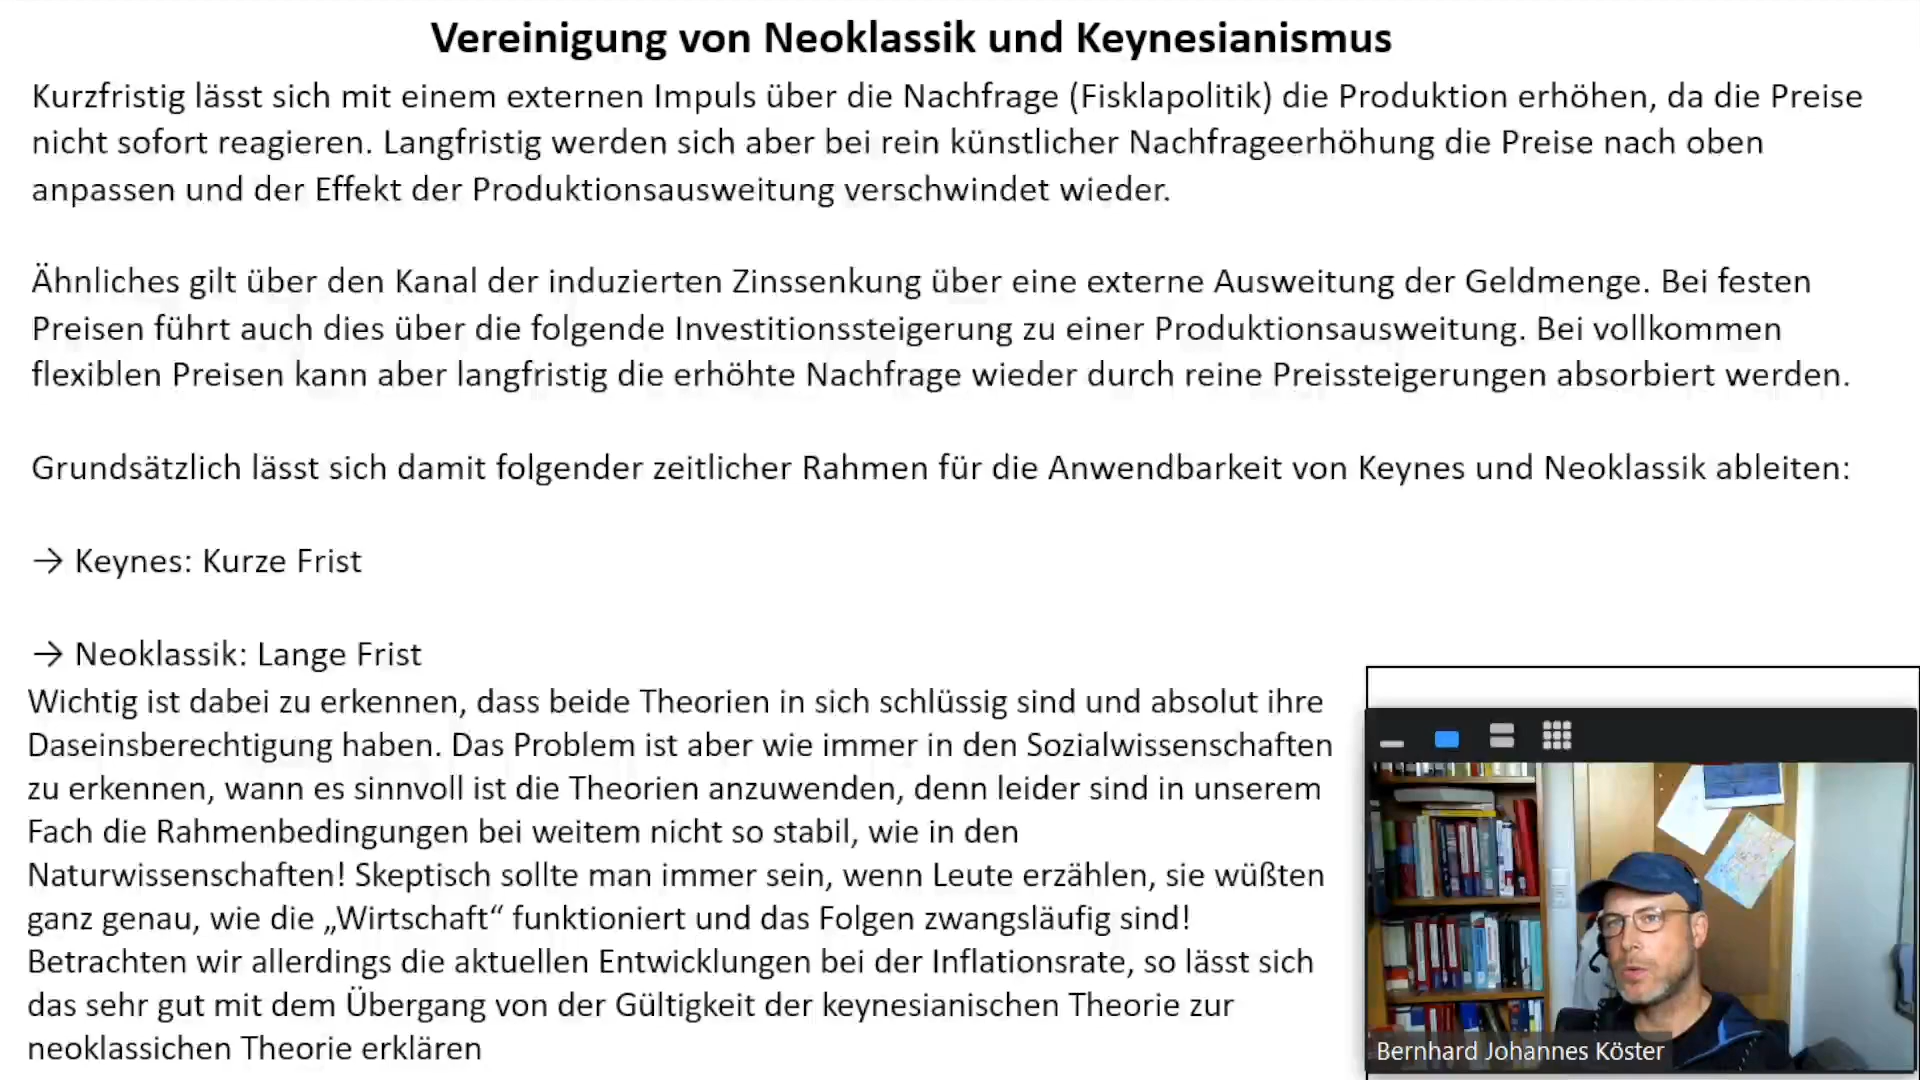 Vereinigung von Neoklassik und Keynesianismus
Kurzfristig lässt sich mit einem externen Impuls über die Nachfrage (Fisklapolitik) die Produktion erhöhen, da die Preise
nicht sofort reagieren. Langfristig werden sich aber bei rein künstlicher Nachfrageerhöhung die Preise nach oben
anpassen und der Effekt der Produktionsausweitung verschwindet wieder.
Ähnliches gilt über den Kanal der induzierten Zinssenkung über eine externe Ausweitung der Geldmenge. Bei festen
Preisen führt auch dies über die folgende Investitionssteigerung zu einer Produktionsausweitung. Bei vollkommen
flexiblen Preisen kann aber langfristig die erhöhte Nachfrage wieder durch reine Preissteigerungen absorbiert werden.
Grundsätzlich lässt sich damit folgender zeitlicher Rahmen für die Anwendbarkeit von Keynes und Neoklassik ableiten:
→ Keynes: Kurze Frist
→ Neoklassik: Lange Frist
Wichtig ist dabei zu erkennen, dass beide Theorien in sich schlüssig sind und absolut ihre
Daseinsberechtigung haben. Das Problem ist aber wie immer in den Sozialwissenschaften
zu erkennen, wann es sinnvoll ist die Theorien anzuwenden, denn leider sind in unserem
Fach die Rahmenbedingungen bei weitem nicht so stabil, wie in den
Naturwissenschaften! Skeptisch sollte man immer sein, wenn Leute erzählen, sie wüßten
ganz genau, wie die „Wirtschaft“ funktioniert und das Folgen zwangsläufig sind!
Betrachten wir allerdings die aktuellen Entwicklungen bei der Inflationsrate, so lässt sich
das sehr gut mit dem Übergang von der Gültigkeit der keynesianischen Theorie zur
neoklassichen Theorie erklären
Bernhard Johannes Köster